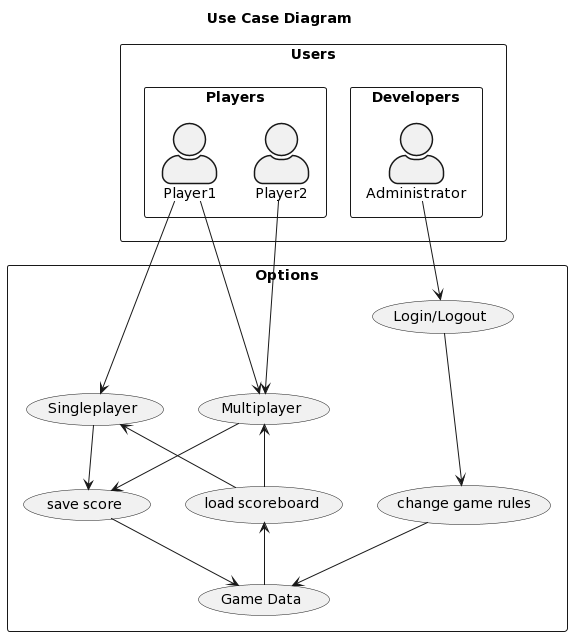 Use Case Diagram
Users
Players
Developers
Player1
Player2
Administrator
Options
Login/Logout
Singleplayer
Multiplayer
save score
load scoreboard
change game rules
Game Data